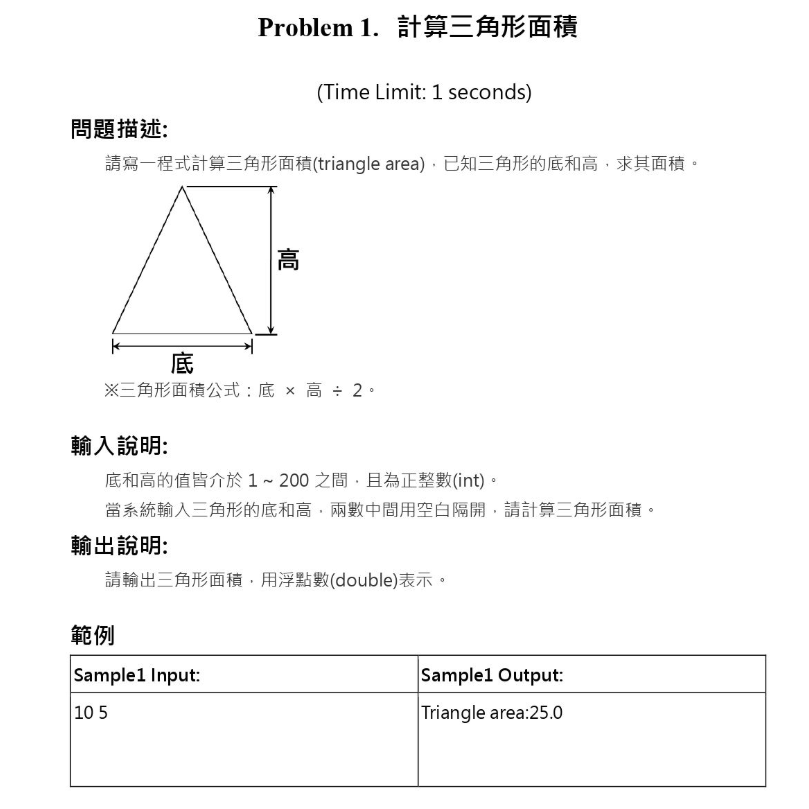 Problem 1. 計算三角形面積
(Time Limit: 1 seconds)
問題描述:
請寫一程式計算三角形面積(triangle area)，已知三角形的底和高，求其面積。
高
底
※三角形面積公式：底 × 高 ÷ 2。
輸入說明:
底和高的值皆介於 1 ~ 200 之間，且為正整數(int)。
當系統輸入三角形的底和高，兩數中間用空白隔開，請計算三角形面積。
輸出說明:
請輸出三角形面積，用浮點數(double)表示。
範例
Sample1 Input: Sample1 Output:
10 5 Triangle area:25.0